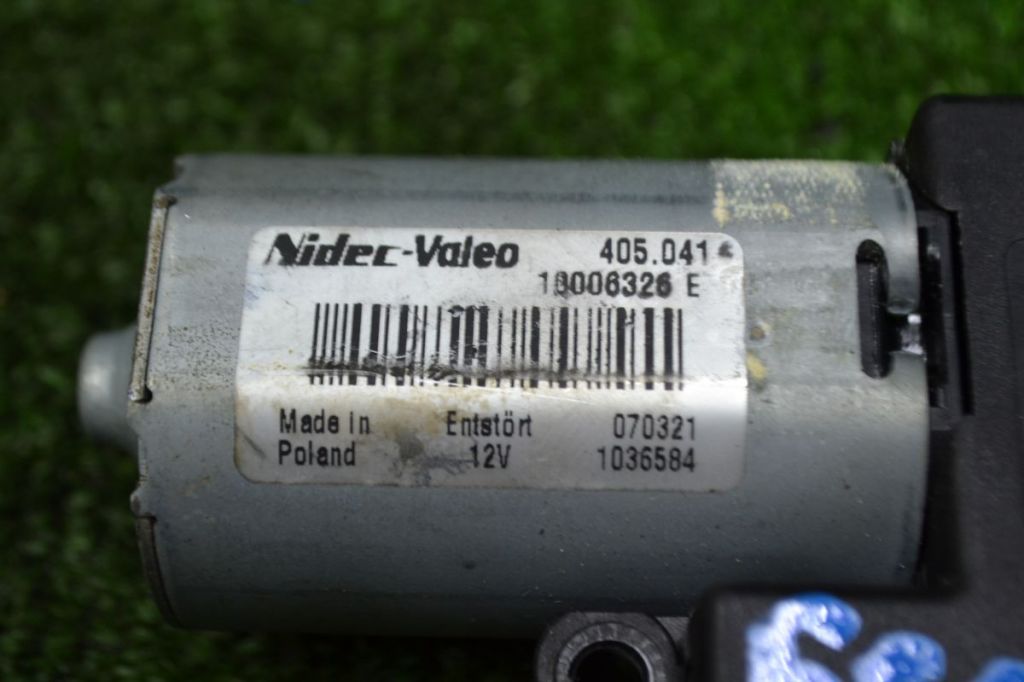 Nidec-Valeo 405.041
10006326 E
Made in Entstört 070321
Poland 12V 1036584